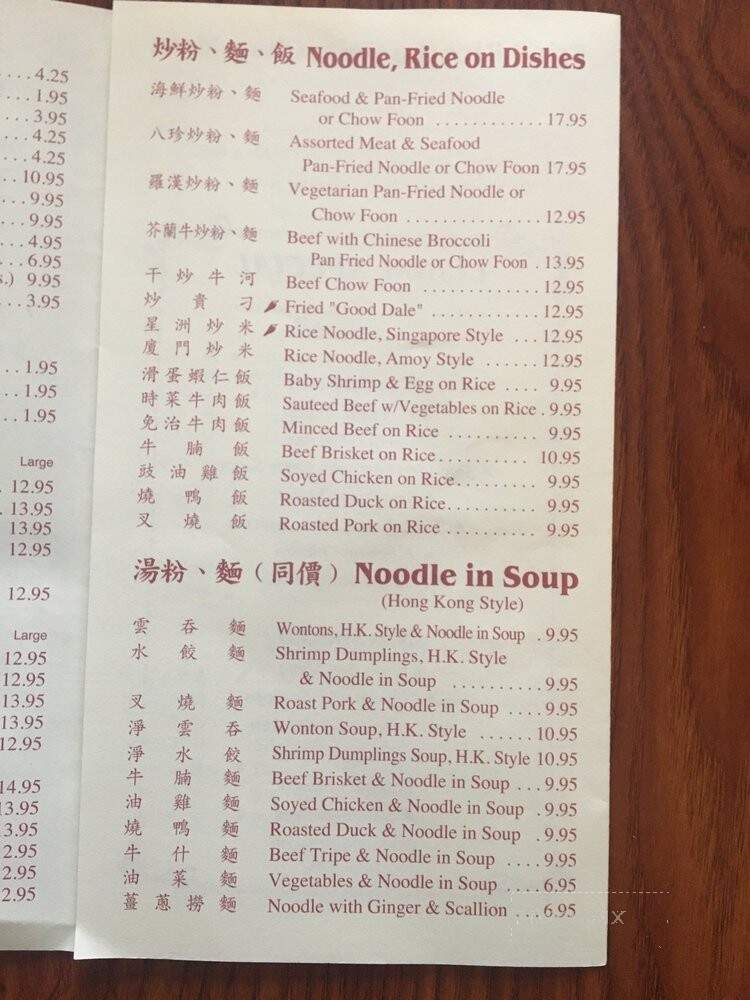 ... 4.25
... 1.95
... 3.95
... 4.25
... 4.25
.. 10.95
... 9.95
... 9.95
... 4.95
... 6.95
s.) 9.95
... 3.95
... 1.95
... 1.95
... 1.95
Large
. 12.95
. 13.95
13.95
12.95
12.95
Large
12.95
12.95
13.95
13.95
12.95
14.95
13.95
3.95
2.95
2.95
2.95
炒粉、麵、飯 Noodle, Rice on Dishes
海鮮炒粉、麵 Seafood & Pan-Fried Noodle
or Chow Foon ............ 17.95
八珍炒粉、麵 Assorted Meat & Seafood
Pan-Fried Noodle or Chow Foon 17.95
羅漢炒粉、麵 Vegetarian Pan-Fried Noodle or
Chow Foon ............... 12.95
芥蘭牛炒粉、麵 Beef with Chinese Broccoli
Pan Fried Noodle or Chow Foon . 13.95
干炒牛河 Beef Chow Foon ............ 12.95
炒貴刁 Fried "Good Dale" ............ 12.95
星洲炒米 Rice Noodle, Singapore Style ... 12.95
廈門炒米 Rice Noodle, Amoy Style ...... 12.95
滑蛋蝦仁飯 Baby Shrimp & Egg on Rice .... 9.95
時菜牛肉飯 Sauteed Beef w/Vegetables on Rice . 9.95
免治牛肉飯 Minced Beef on Rice .......... 9.95
牛腩飯 Beef Brisket on Rice .......... 10.95
豉油雞飯 Soyed Chicken on Rice......... 9.95
燒鴨飯 Roasted Duck on Rice.......... 9.95
叉燒飯 Roasted Pork on Rice .......... 9.95
湯粉、麵（同價） Noodle in Soup
(Hong Kong Style)
雲吞麵 Wontons, H.K. Style & Noodle in Soup . 9.95
水餃麵 Shrimp Dumplings, H.K. Style
& Noodle in Soup .......... 9.95
叉燒麵 Roast Pork & Noodle in Soup .... 9.95
淨雲吞 Wonton Soup, H.K. Style ...... 10.95
淨水餃 Shrimp Dumplings Soup, H.K. Style 10.95
牛腩麵 Beef Brisket & Noodle in Soup ... 9.95
油雞麵 Soyed Chicken & Noodle in Soup . 9.95
燒鴨麵 Roasted Duck & Noodle in Soup . 9.95
牛什麵 Beef Tripe & Noodle in Soup .... 9.95
油菜麵 Vegetables & Noodle in Soup .... 6.95
薑蔥撈麵 Noodle with Ginger & Scallion ... 6.95